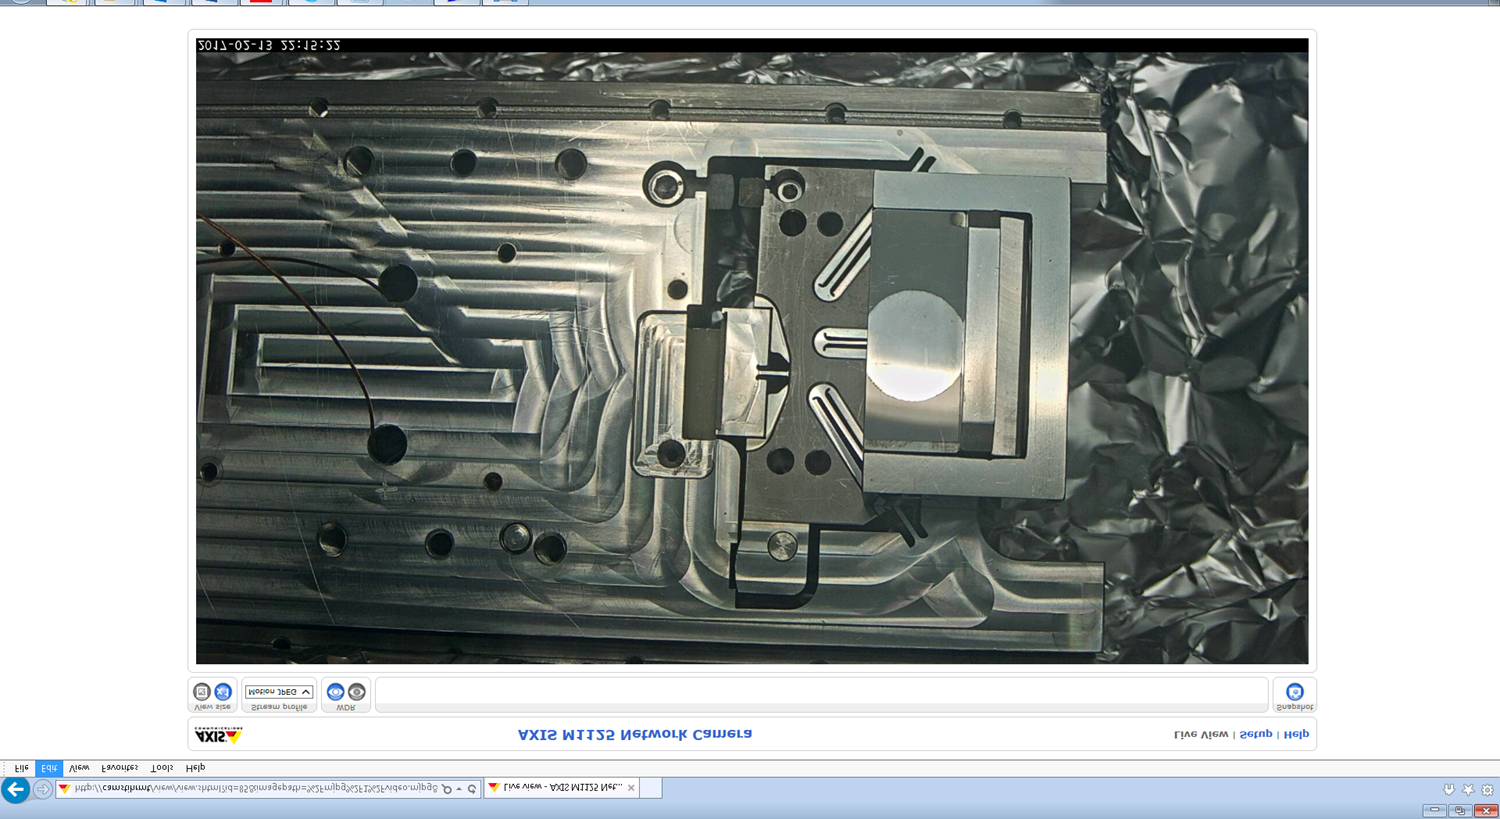 Live view - AXIS M1125 Net...
File Edit View Favorites Tools Help
AXIS
COMMUNICATIONS
AXIS M1125 Network Camera
Live View | Setup | Help
View size
Stream profile
WDR
Snapshot
Motion JPEG
2017-02-13 22:15:22